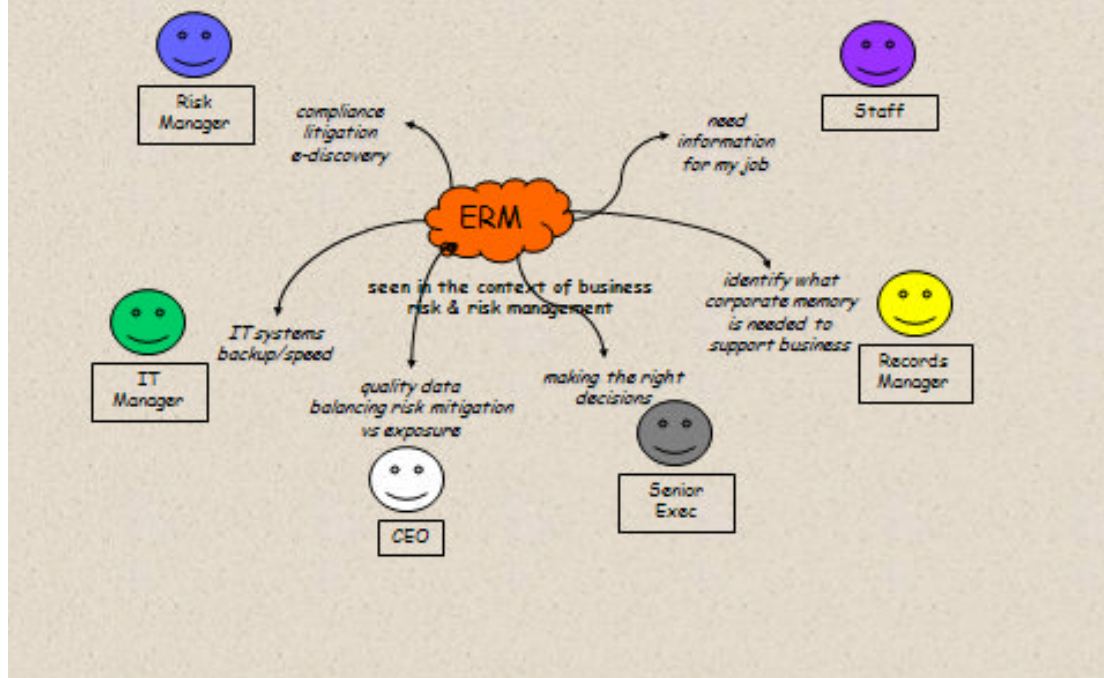 Risk
Manager
compliance
litigation
e-discovery
need
information
for my job
Staff
ERM
seen in the context of business
risk & risk management
identify what
corporate memory
is needed to
support business
Records
Manager
IT systems
backup/speed
IT
Manager
quality data
balancing risk mitigation
vs exposure
CEO
making the right
decisions
Senior
Exec